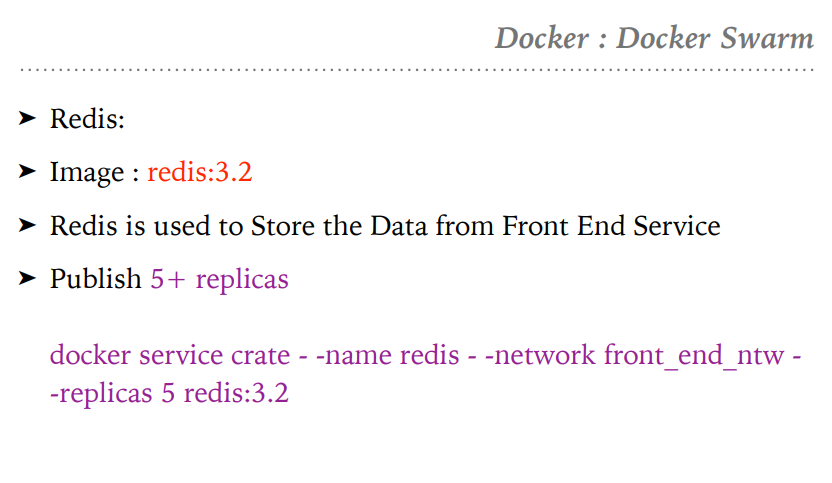 Docker : Docker Swarm
➤ Redis:
➤ Image : redis:3.2
➤ Redis is used to Store the Data from Front End Service
➤ Publish 5+ replicas
docker service crate - -name redis - -network front_end_ntw -
-replicas 5 redis:3.2